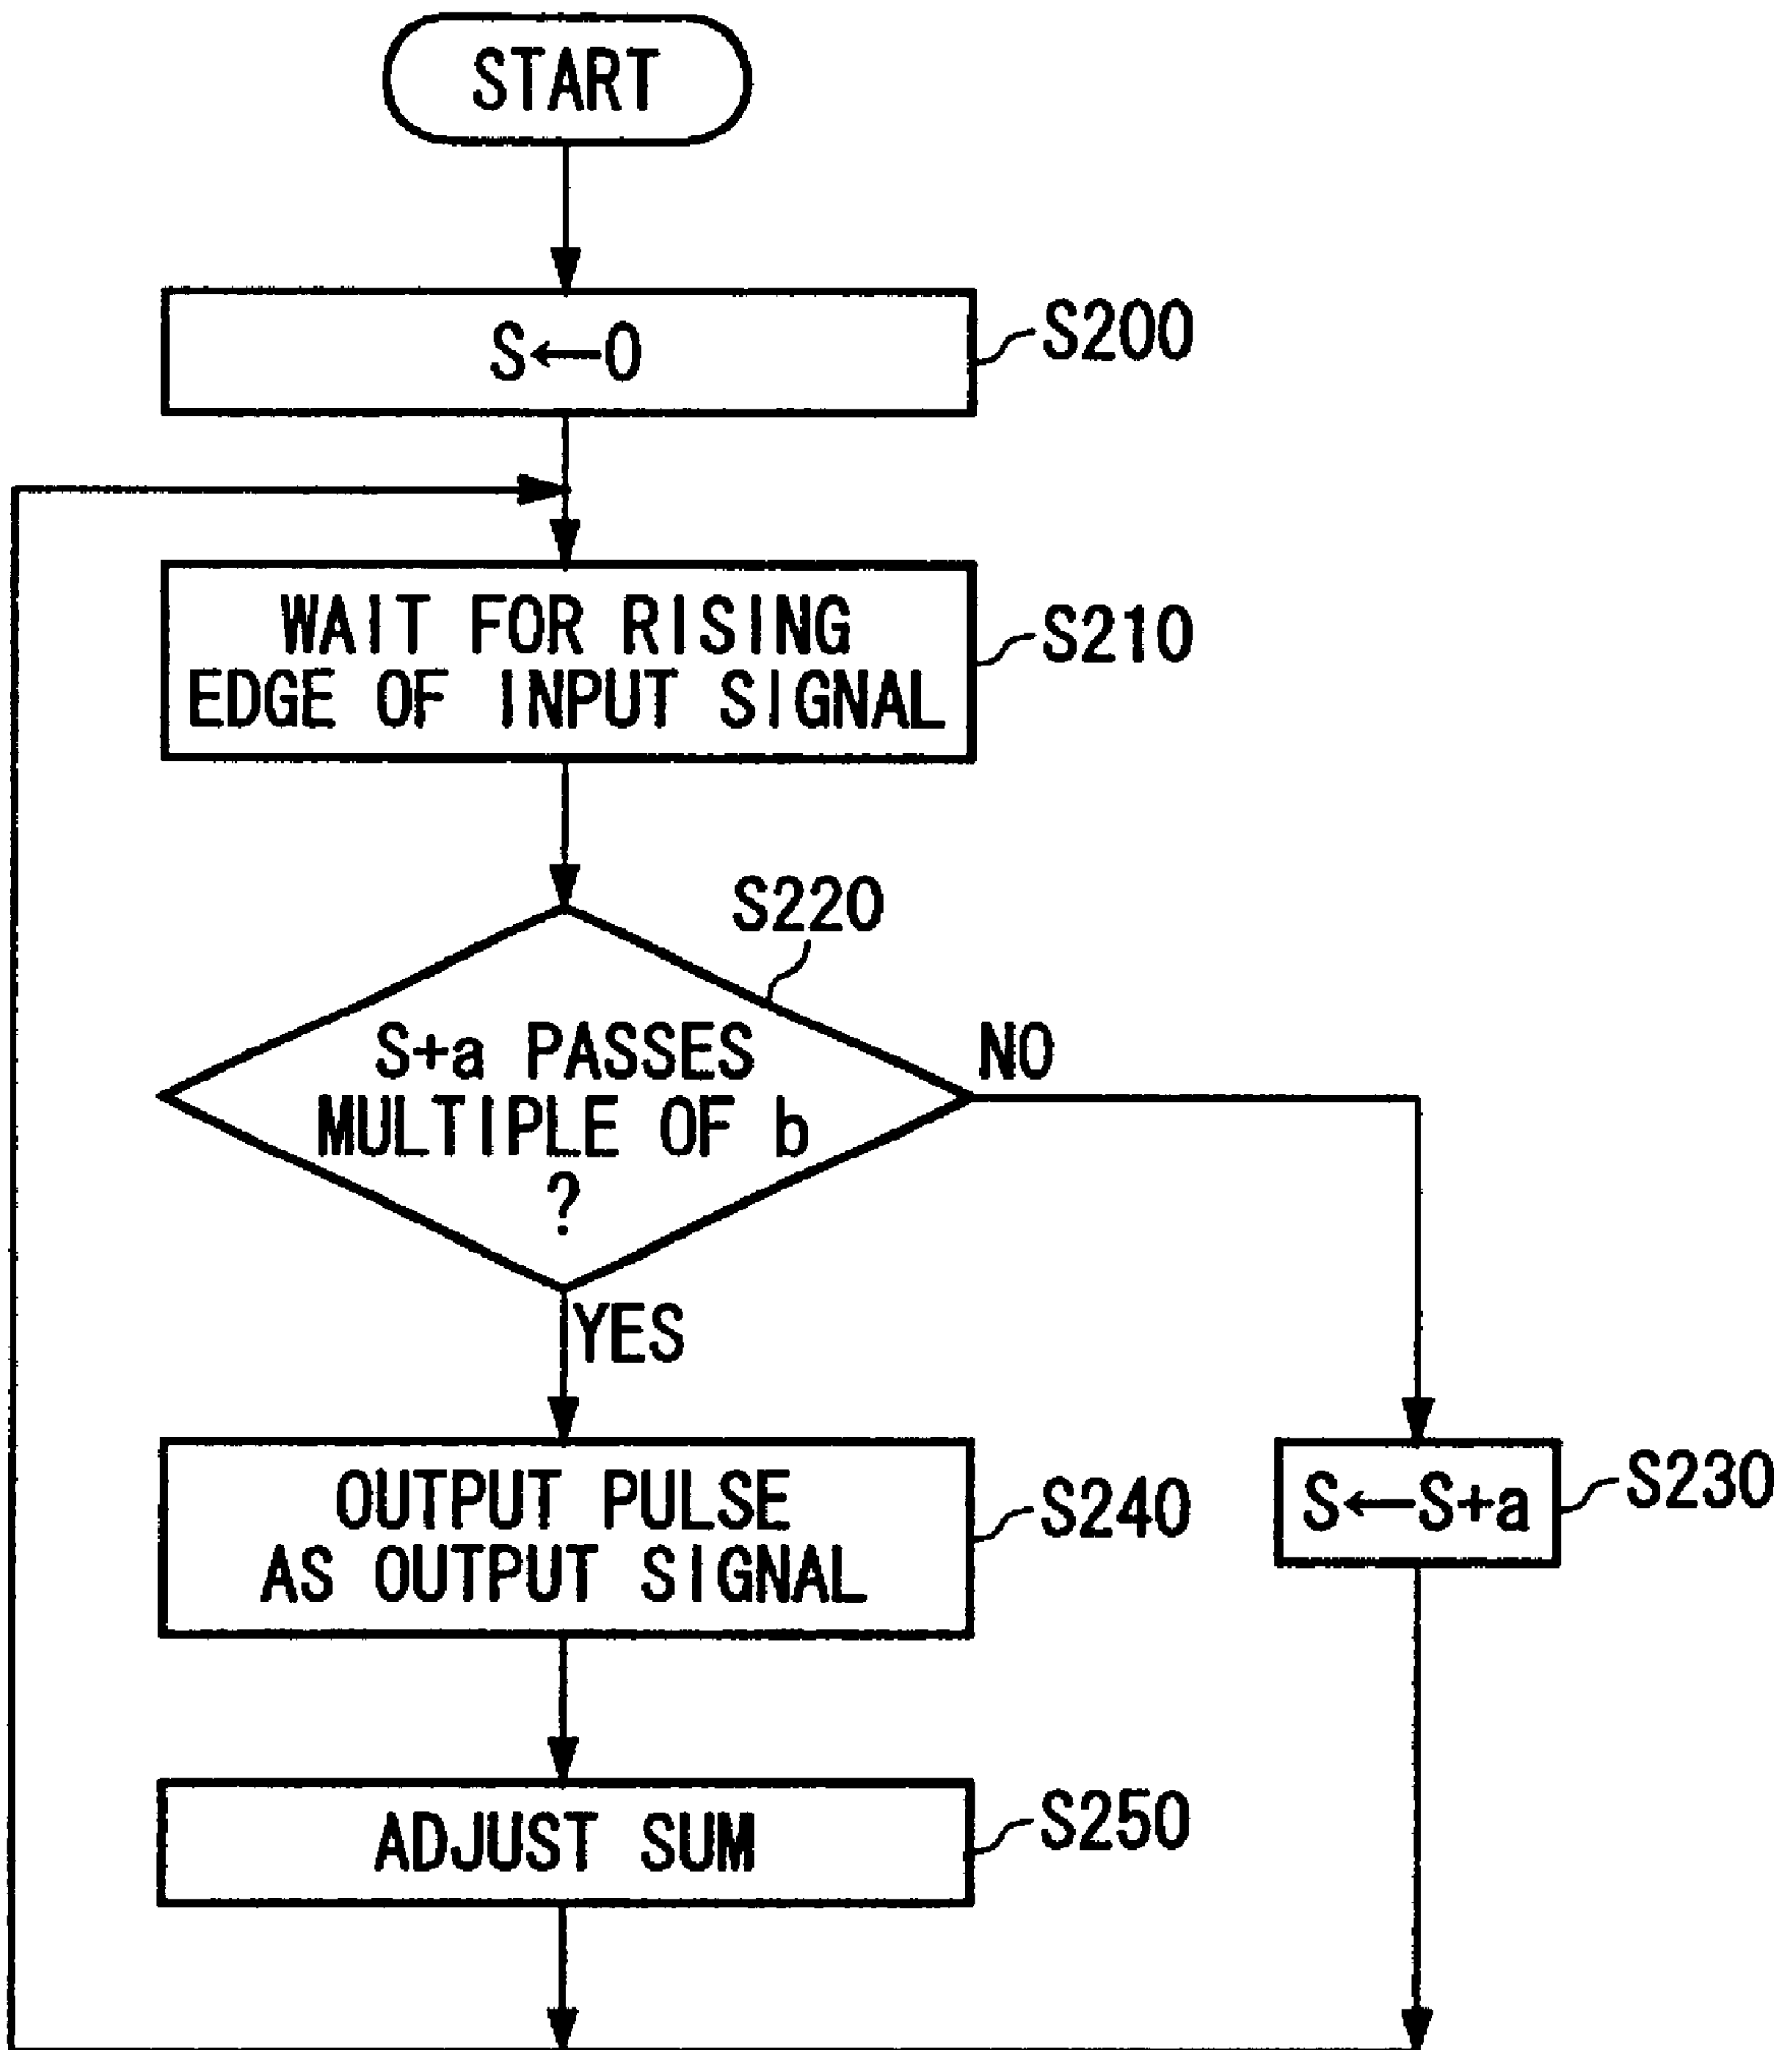 START
S←0
S200
WAIT FOR RISING
EDGE OF INPUT SIGNAL
S210
S220
S+a PASSES
MULTIPLE OF b
?
NO
YES
OUTPUT PULSE
AS OUTPUT SIGNAL
S240
S←S+a
S230
ADJUST SUM
S250